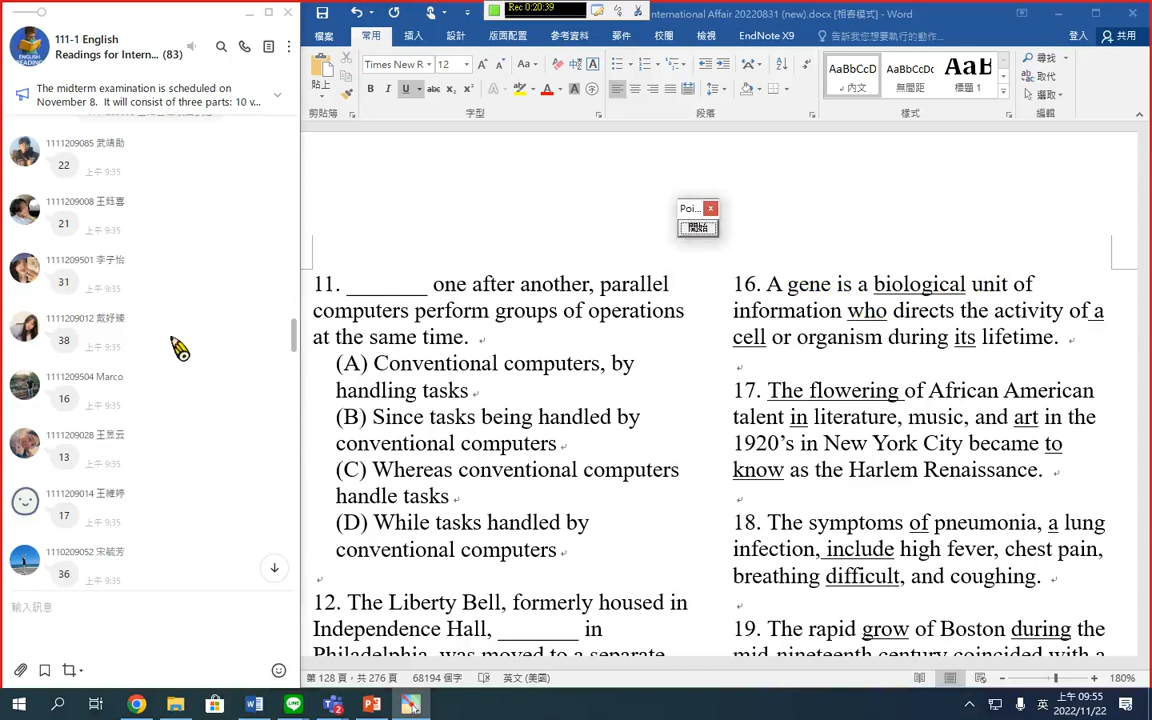 Rec 0:20:39
111-1 English
Readings for Intern... (83)
The midterm examination is scheduled on
November 8.  It will consist of three parts: 10 v...
1111209085
22
上午 9:35
1111209008 王鈺喜
21
上午 9:35
1111209501 李子怡
31
上午 9:35
1111209012
38
上午 9:35
1111209504 Marco
16
上午 9:35
1111209028 王昱云
13
上午 9:35
1111209014 王維婷
17
上午 9:35
1110209052 宋毓芳
36
上午 9:35
輸入訊息
International Affair 20220831 (new).docx [相容模式] - Word
檔案 常用 插入 設計 版面配置 參考資料 郵件 校閱 檢視 EndNote X9 告訴我您想要執行的動作... 登入 共用
貼上
Times New R 12
AaBbCcD AaBbCcDc AaBl
內文 無間距 標題 1
尋找
取代
選取
剪貼簿 字型 段落 樣式 編輯
Poi...
開始
11. _______ one after another, parallel
computers perform groups of operations
at the same time.
(A) Conventional computers, by
handling tasks
(B) Since tasks being handled by
conventional computers
(C) Whereas conventional computers
handle tasks
(D) While tasks handled by
conventional computers
12. The Liberty Bell, formerly housed in
Independence Hall, _______ in
Philadelphia, was moved to a separate
16. A gene is a biological unit of
information who directs the activity of a
cell or organism during its lifetime.
17. The flowering of African American
talent in literature, music, and art in the
1920's in New York City became to
know as the Harlem Renaissance.
18. The symptoms of pneumonia, a lung
infection, include high fever, chest pain,
breathing difficult, and coughing.
19. The rapid grow of Boston during the
mid-nineteenth century coincided with a
第 128 頁，共 276 頁 68194 個字 英文 (美國) 180%
英
上午 09:55
2022/11/22